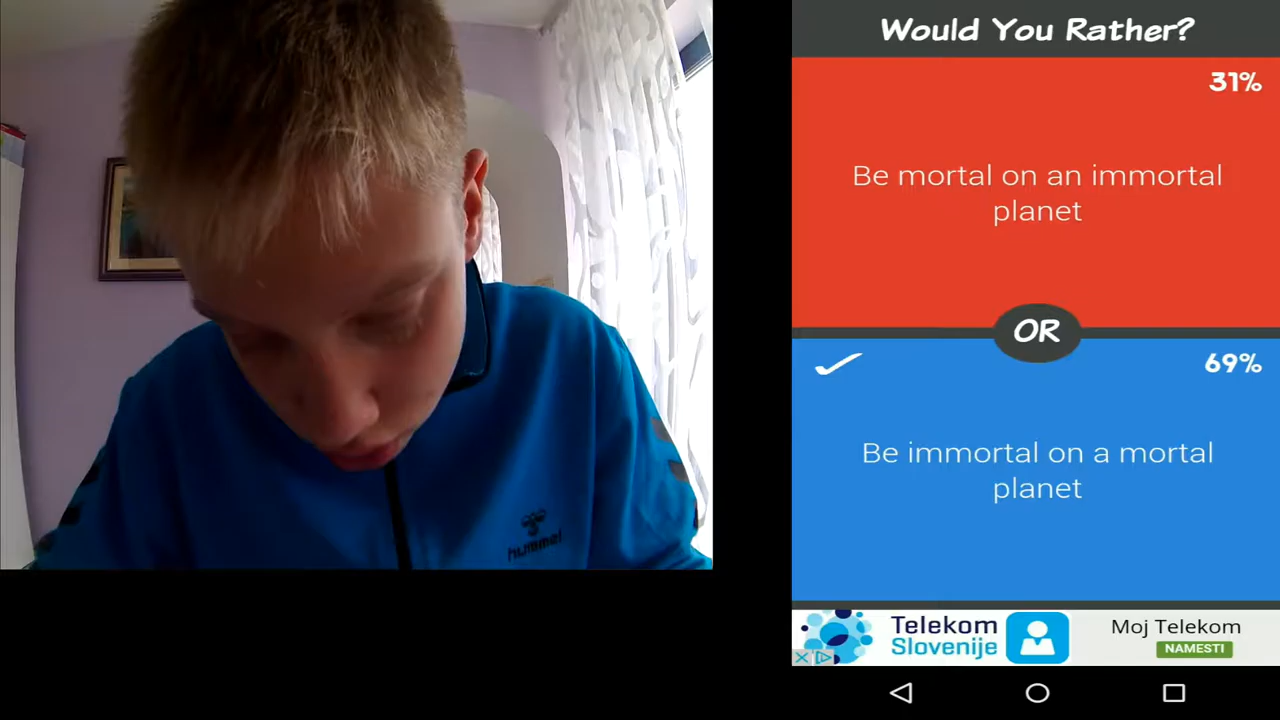 Would You Rather?
31%
Be mortal on an immortal
planet
OR
69%
Be immortal on a mortal
planet
hummel
Telekom
Slovenije
Moj Telekom
NAMESTI